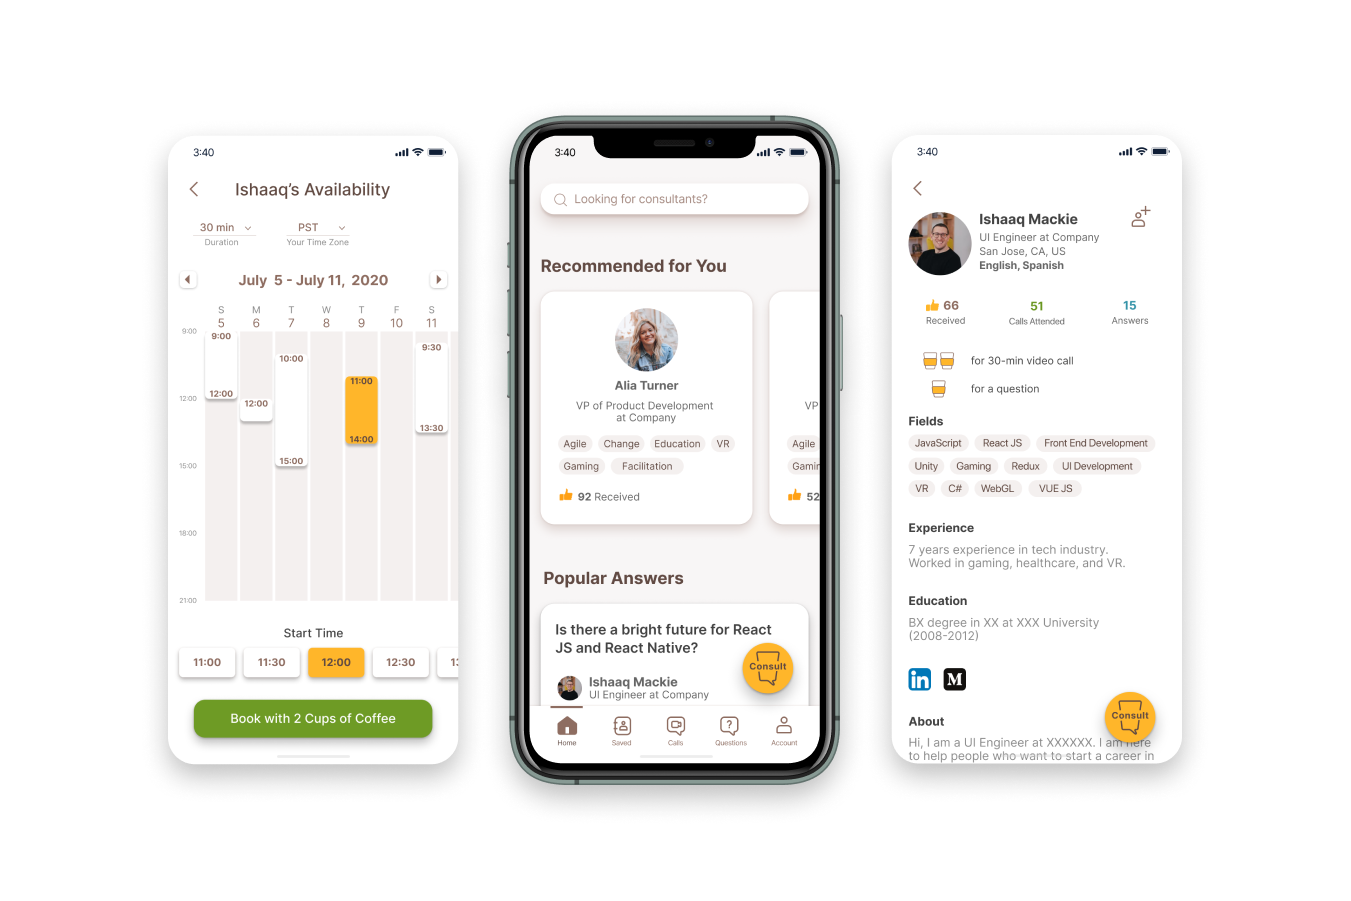 3:40
Ishaaq's Availability
30 min
PST
Duration
Your Time Zone
July 5 - July 11, 2020
S M T W T F S
5 6 7 8 9 10 11
9:00
12:00
15:00
18:00
21:00
9:00
12:00
12:00
10:00
15:00
11:00
14:00
9:30
13:30
Start Time
11:00
11:30
12:00
12:30
Book with 2 Cups of Coffee
3:40
Looking for consultants?
Recommended for You
Alia Turner
VP of Product Development
at Company
Agile Change Education VR
Gaming Facilitation
92 Received
VP
Agile
Gamin
52
Popular Answers
Is there a bright future for React
JS and React Native?
Ishaaq Mackie
UI Engineer at Company
Consult
Home
Saved
Calls
Questions
Account
3:40
Ishaaq Mackie
UI Engineer at Company
San Jose, CA, US
English, Spanish
66
Received
51
Calls Attended
15
Answers
for 30-min video call
for a question
Fields
JavaScript React JS Front End Development
Unity Gaming Redux UI Development
VR C# WebGL VUE JS
Experience
7 years experience in tech industry.
Worked in gaming, healthcare, and VR.
Education
BX degree in XX at XXX University
(2008-2012)
in
M
About
Consult
Hi, I am a UI Engineer at XXXXXX. I am here
to help people who want to start a career in